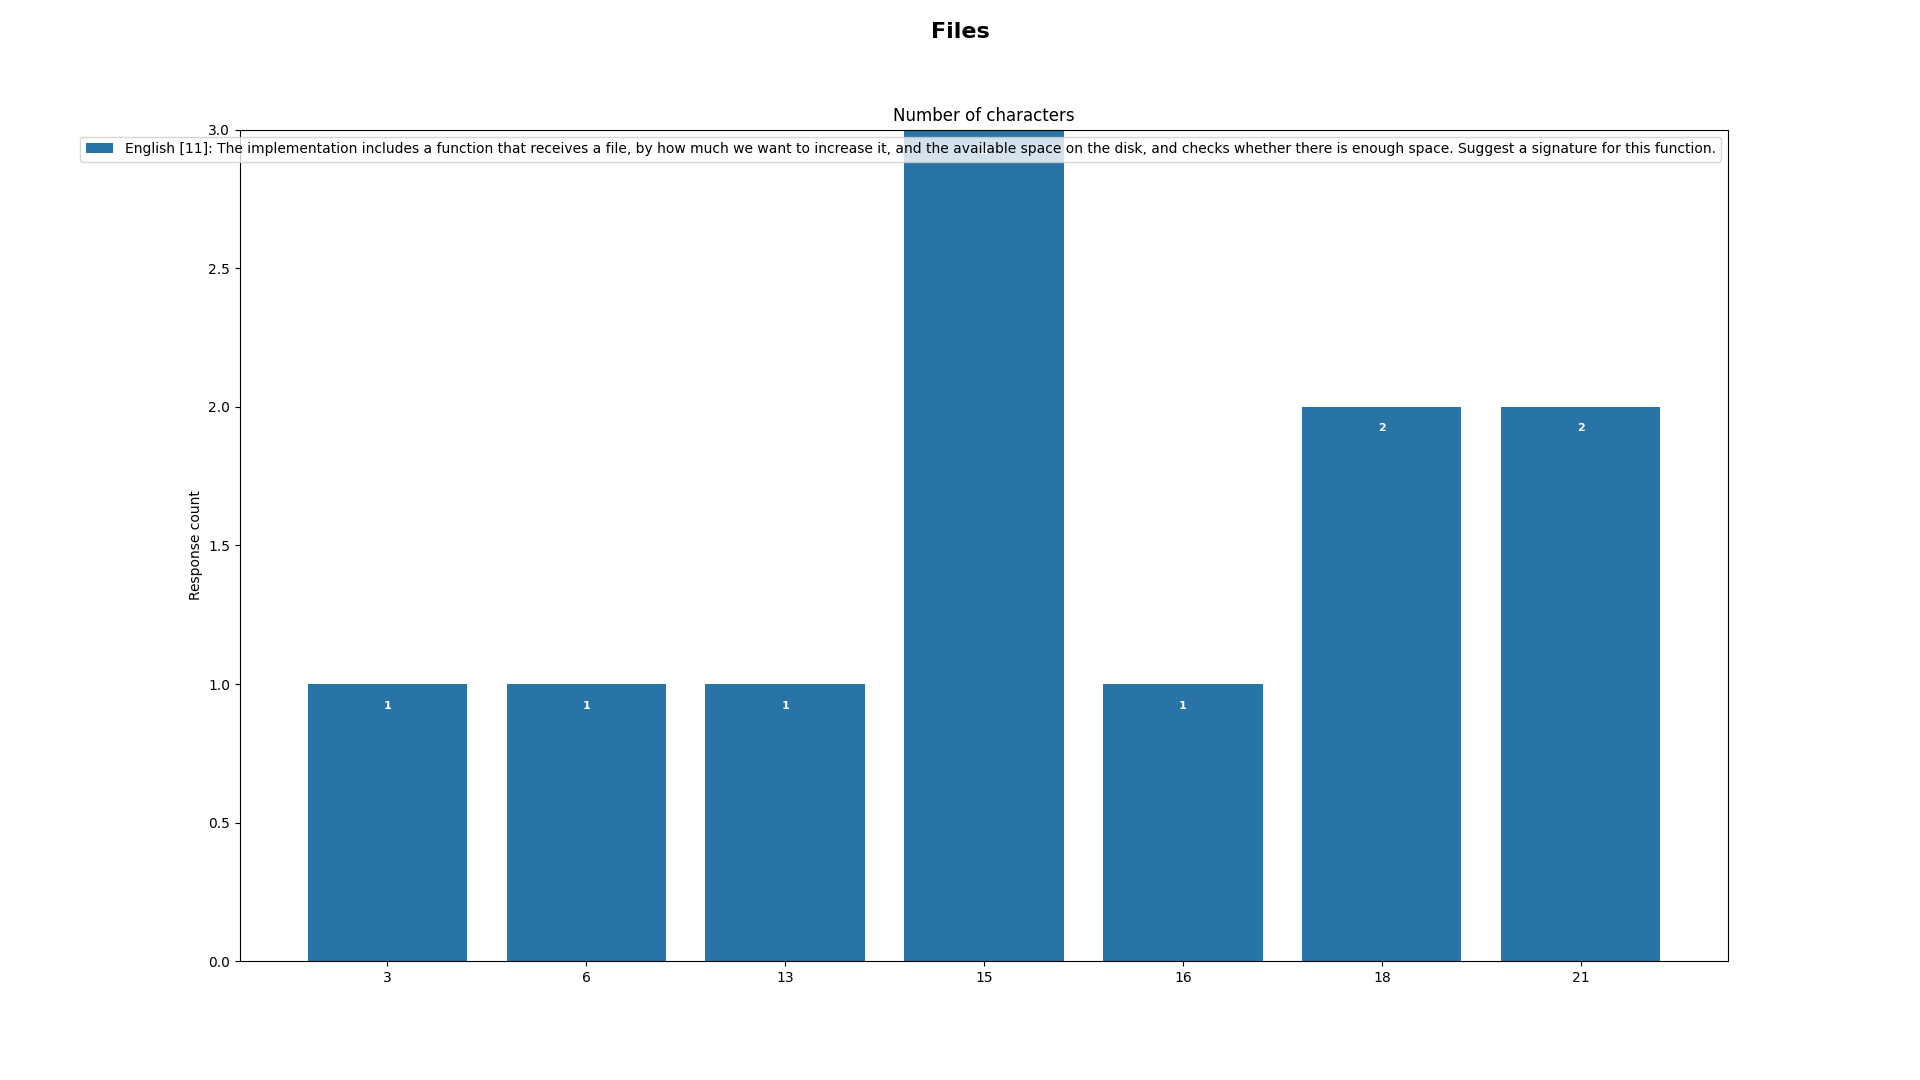 Files
Number of characters
English [11]: The implementation includes a function that receives a file, by how much we want to increase it, and the available space on the disk, and checks whether there is enough space. Suggest a signature for this function.
3.0
2.5
2.0
1.5
1.0
0.5
0.0
Response count
1
1
1
1
2
2
3 6 13 15 16 18 21